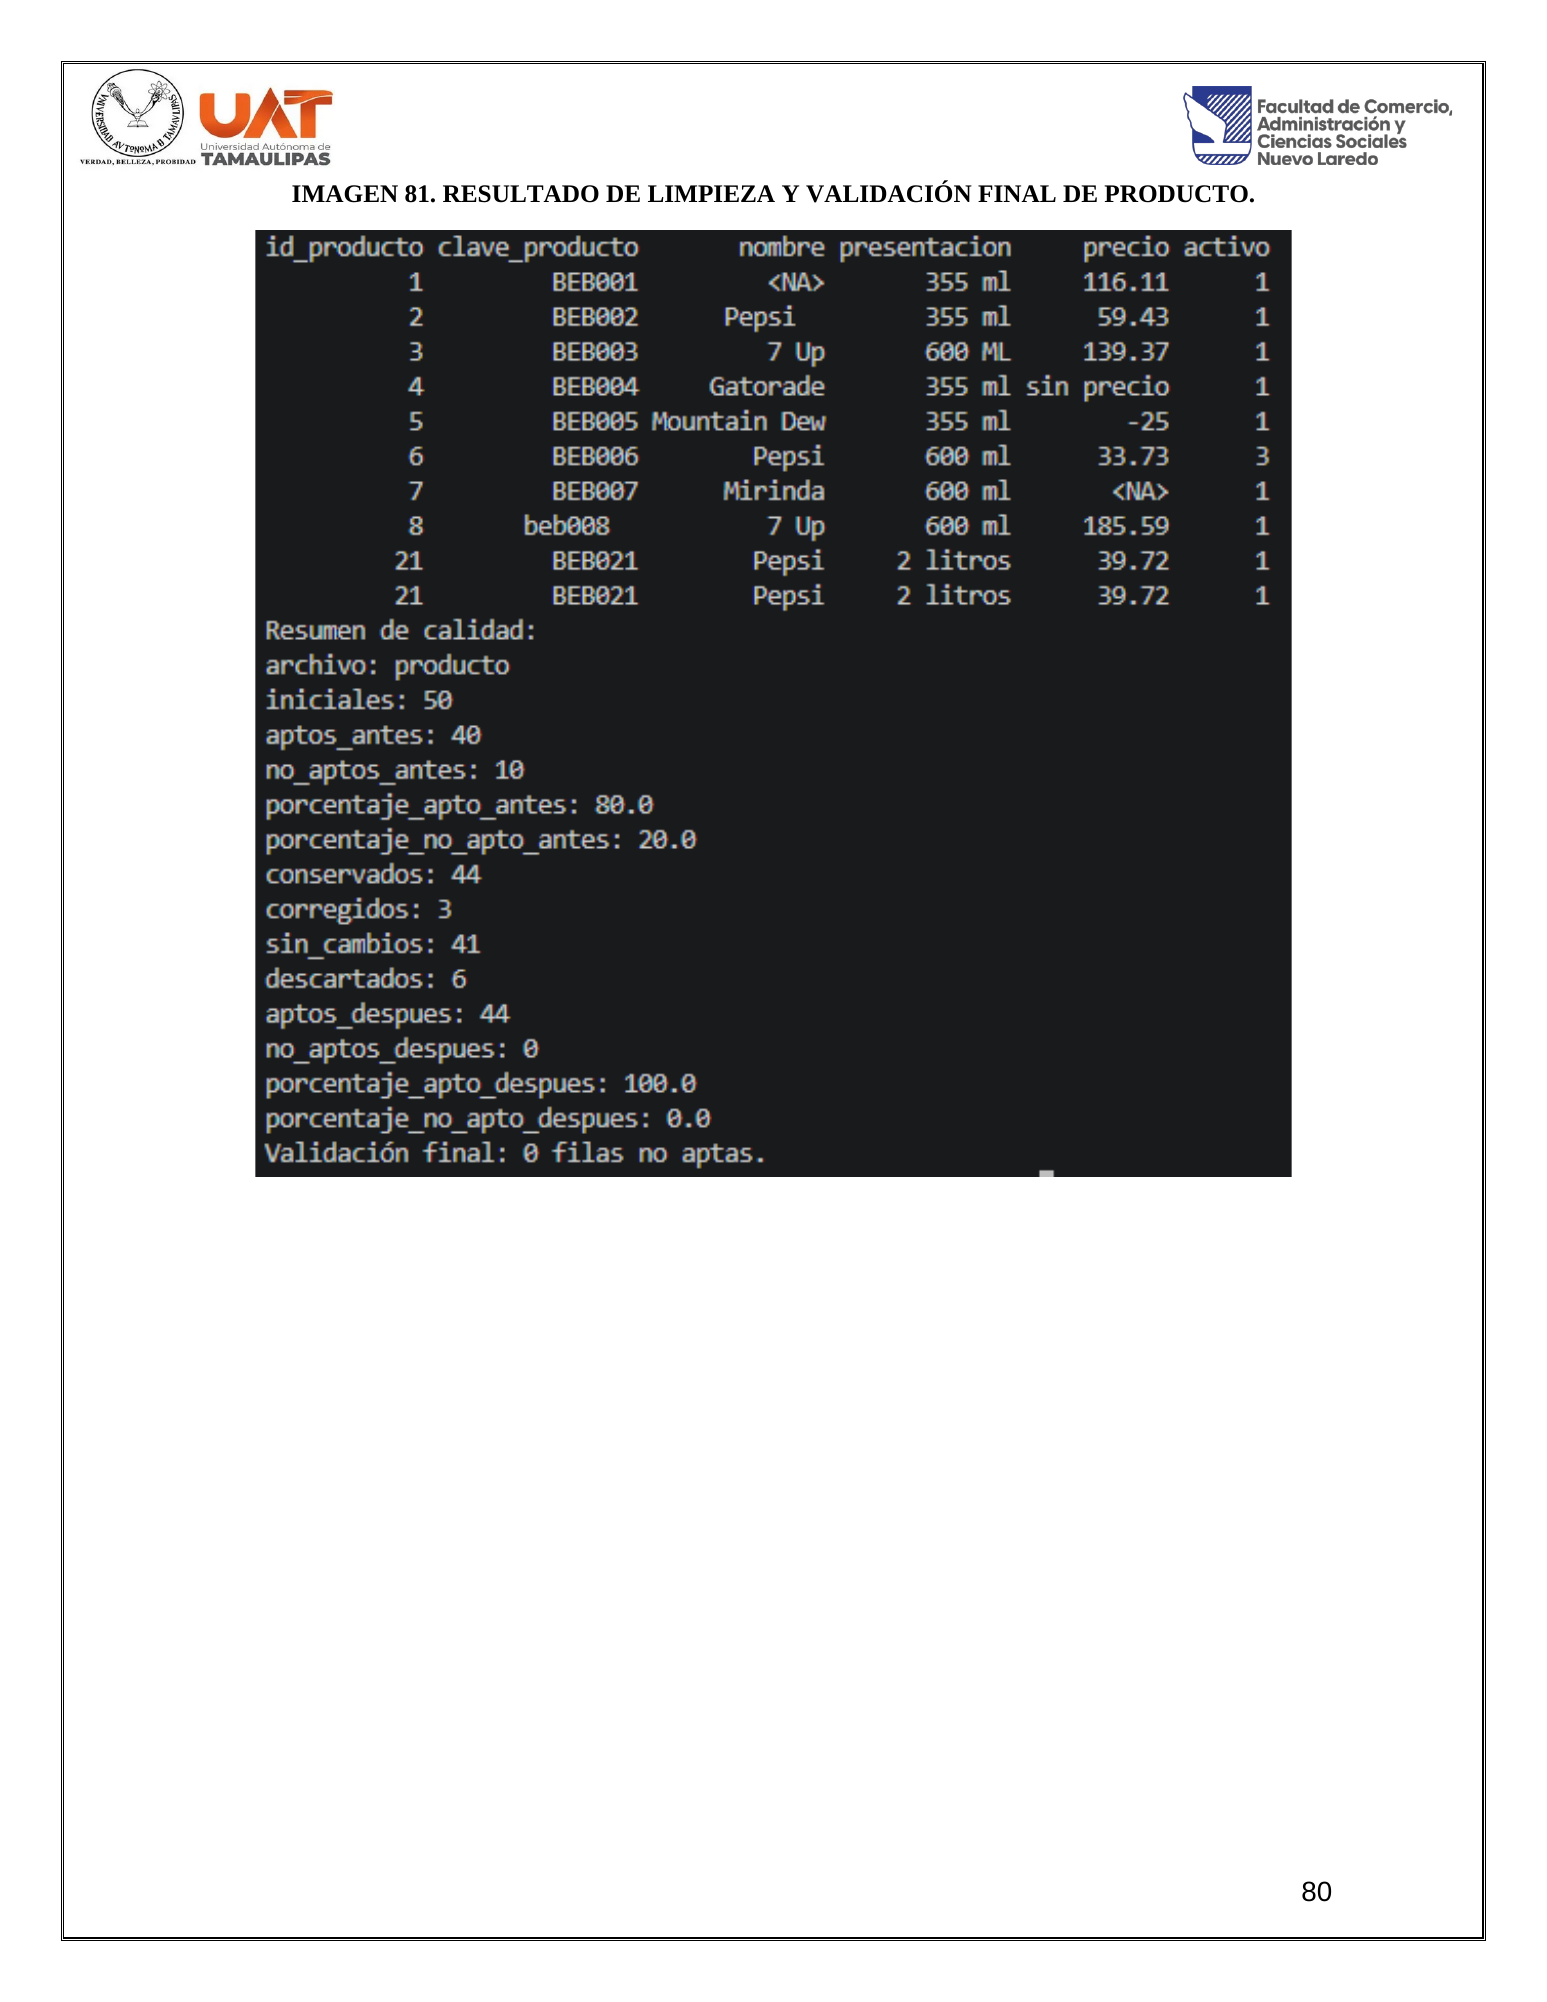 VNIVERSIDAD AVTONOMA D TAMAVLIPAS
VERDAD, BELLEZA, PROBIDAD
UAT
Universidad Autónoma de
TAMAULIPAS
Facultad de Comercio,
Administración y
Ciencias Sociales
Nuevo Laredo
IMAGEN 81. RESULTADO DE LIMPIEZA Y VALIDACIÓN FINAL DE PRODUCTO.
id_producto clave_producto nombre presentacion precio activo
1 BEB001 <NA> 355 ml 116.11 1
2 BEB002 Pepsi 355 ml 59.43 1
3 BEB003 7 Up 600 ML 139.37 1
4 BEB004 Gatorade 355 ml sin precio 1
5 BEB005 Mountain Dew 355 ml -25 1
6 BEB006 Pepsi 600 ml 33.73 3
7 BEB007 Mirinda 600 ml <NA> 1
8 beb008 7 Up 600 ml 185.59 1
21 BEB021 Pepsi 2 litros 39.72 1
21 BEB021 Pepsi 2 litros 39.72 1
Resumen de calidad:
archivo: producto
iniciales: 50
aptos_antes: 40
no_aptos_antes: 10
porcentaje_apto_antes: 80.0
porcentaje_no_apto_antes: 20.0
conservados: 44
corregidos: 3
sin_cambios: 41
descartados: 6
aptos_despues: 44
no_aptos_despues: 0
porcentaje_apto_despues: 100.0
porcentaje_no_apto_despues: 0.0
Validación final: 0 filas no aptas.
80